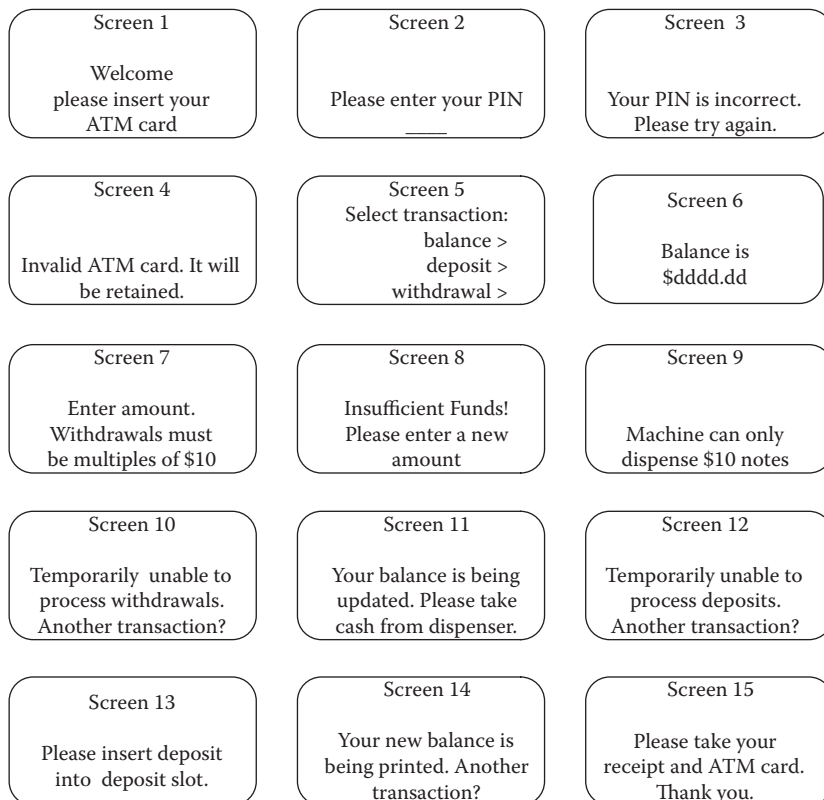 Screen 1
Welcome
please insert your
ATM card
Screen 2
Please enter your PIN
____
Screen 3
Your PIN is incorrect.
Please try again.
Screen 4
Invalid ATM card. It will
be retained.
Screen 5
Select transaction:
balance >
deposit >
withdrawal >
Screen 6
Balance is
$dddd.dd
Screen 7
Enter amount.
Withdrawals must
be multiples of $10
Screen 8
Insufficient Funds!
Please enter a new
amount
Screen 9
Machine can only
dispense $10 notes
Screen 10
Temporarily unable to
process withdrawals.
Another transaction?
Screen 11
Your balance is being
updated. Please take
cash from dispenser.
Screen 12
Temporarily unable to
process deposits.
Another transaction?
Screen 13
Please insert deposit
into deposit slot.
Screen 14
Your new balance is
being printed. Another
transaction?
Screen 15
Please take your
receipt and ATM card.
Thank you.